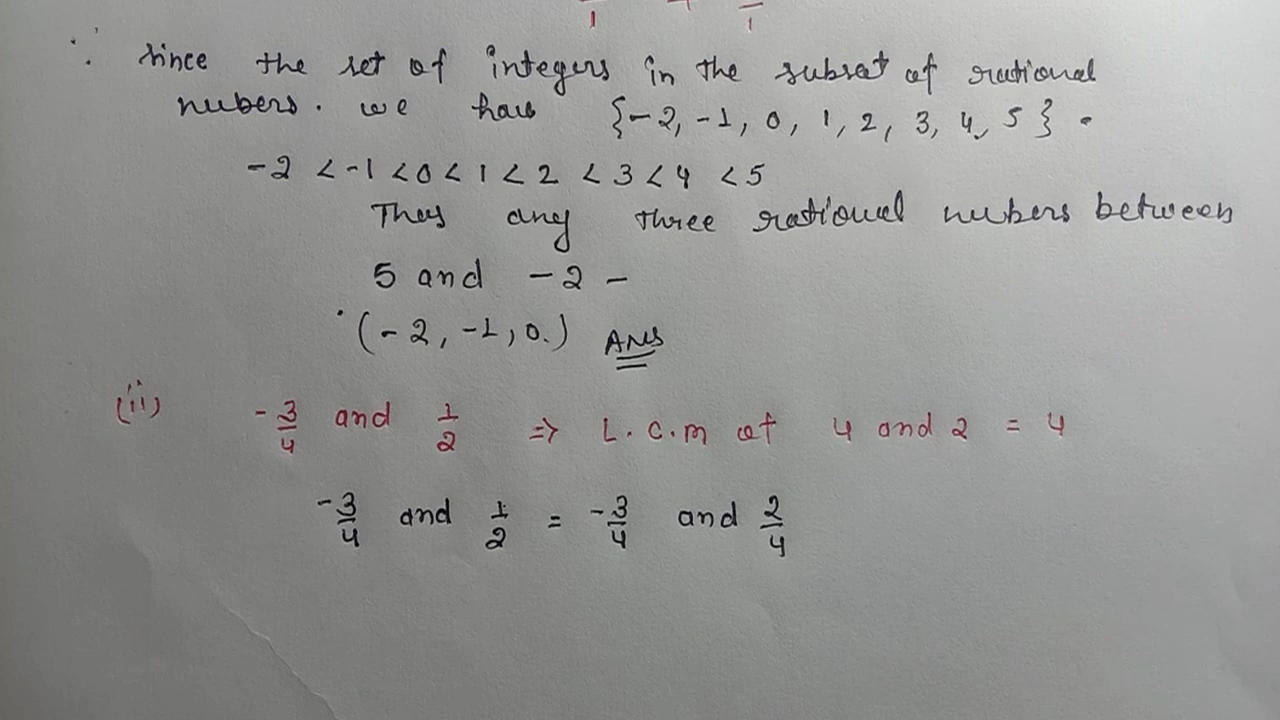 ∴ since the set of integers in the subset of rational
nubers. we have {-2, -1, 0, 1, 2, 3, 4, 5}.
-2 < -1 < 0 < 1 < 2 < 3 < 4 < 5
any three rational nubers between
5 and -2 -
(-2, -1, 0.) Ans
(ii) -3/4 and 1/2 => L.C.M of 4 and 2 = 4
-3/4 and 1/2 = -3/4 and 2/4